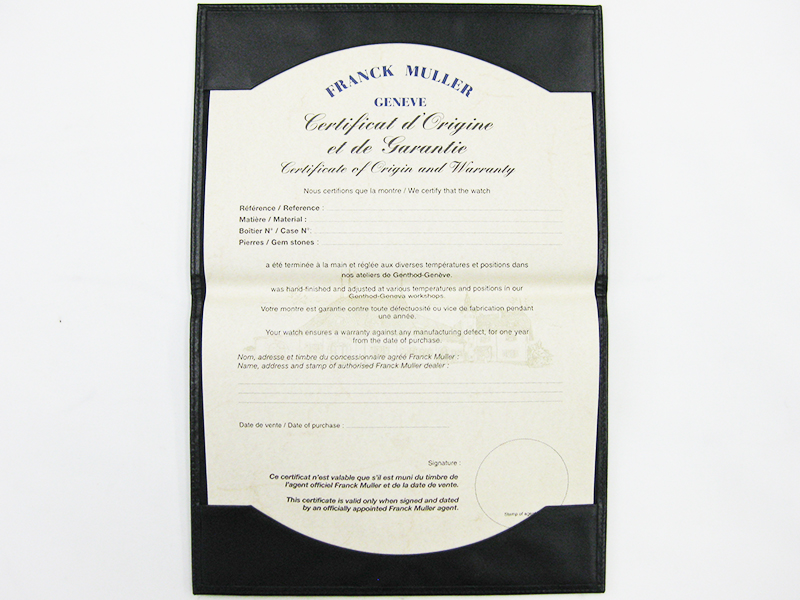 FRANCK MULLER
GENEVE
Certificat d'Origine
et de Garantie
Certificate of Origin and Warranty
Nous certifions que la montre / We certify that the watch
Référence / Reference :
Matière / Material :
Boîtier N° / Case N°:
Pierres / Gem stones :
a été terminée à la main et réglée aux diverses températures et positions dans
nos ateliers de Genthod-Genève.
was hand-finished and adjusted at various temperatures and positions in our
Genthod-Geneva workshops.
Votre montre est garantie contre toute défectuosité ou vice de fabrication pendant
une année.
Your watch ensures a warranty against any manufacturing defect, for one year
from the date of purchase.
Nom, adresse et timbre du concessionnaire agréé Franck Muller :
Name, address and stamp of authorised Franck Muller dealer :
Date de vente / Date of purchase :
Signature :
Ce certificat n'est valable que s'il est muni du timbre de
l'agent officiel Franck Muller et de la date de vente.
This certificate is valid only when signed and dated
by an officially appointed Franck Muller agent.
Stamp of